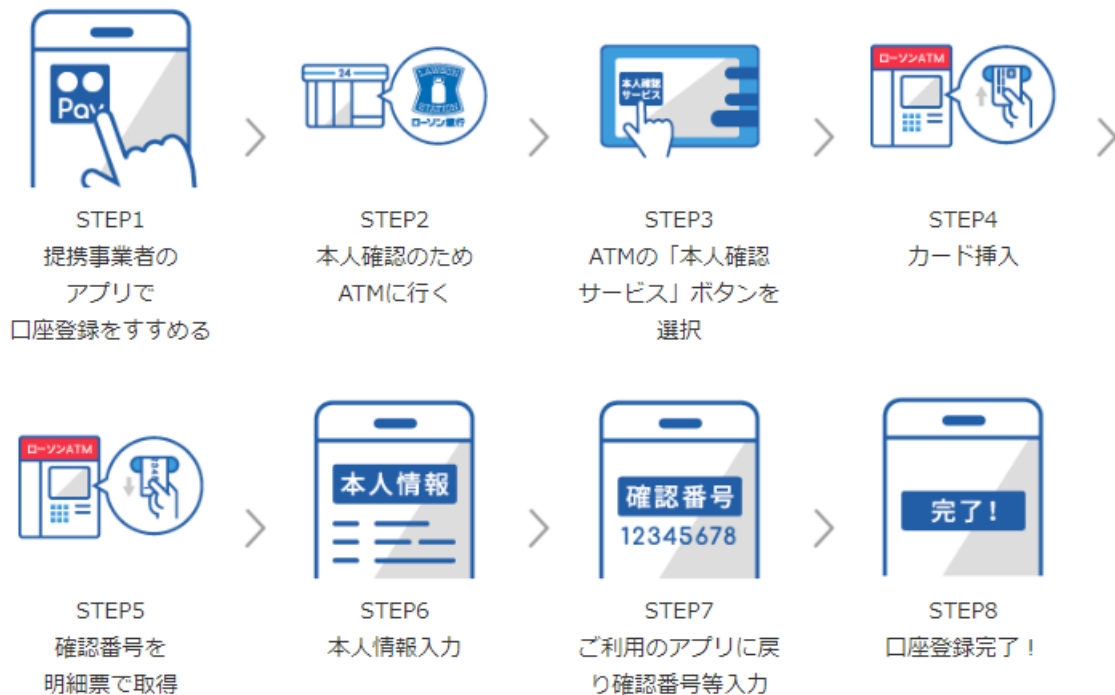 Pay
24
LAWSON
STATION
ローソン銀行
本人確認
サービス
ローソンATM
STEP1
提携事業者の
アプリで
口座登録をすすめる
STEP2
本人確認のため
ATMに行く
STEP3
ATMの「本人確認
サービス」ボタンを
選択
STEP4
カード挿入
ローソンATM
本人情報
確認番号
12345678
完了!
STEP5
確認番号を
明細票で取得
STEP6
本人情報入力
STEP7
ご利用のアプリに戻
り確認番号等入力
STEP8
口座登録完了!